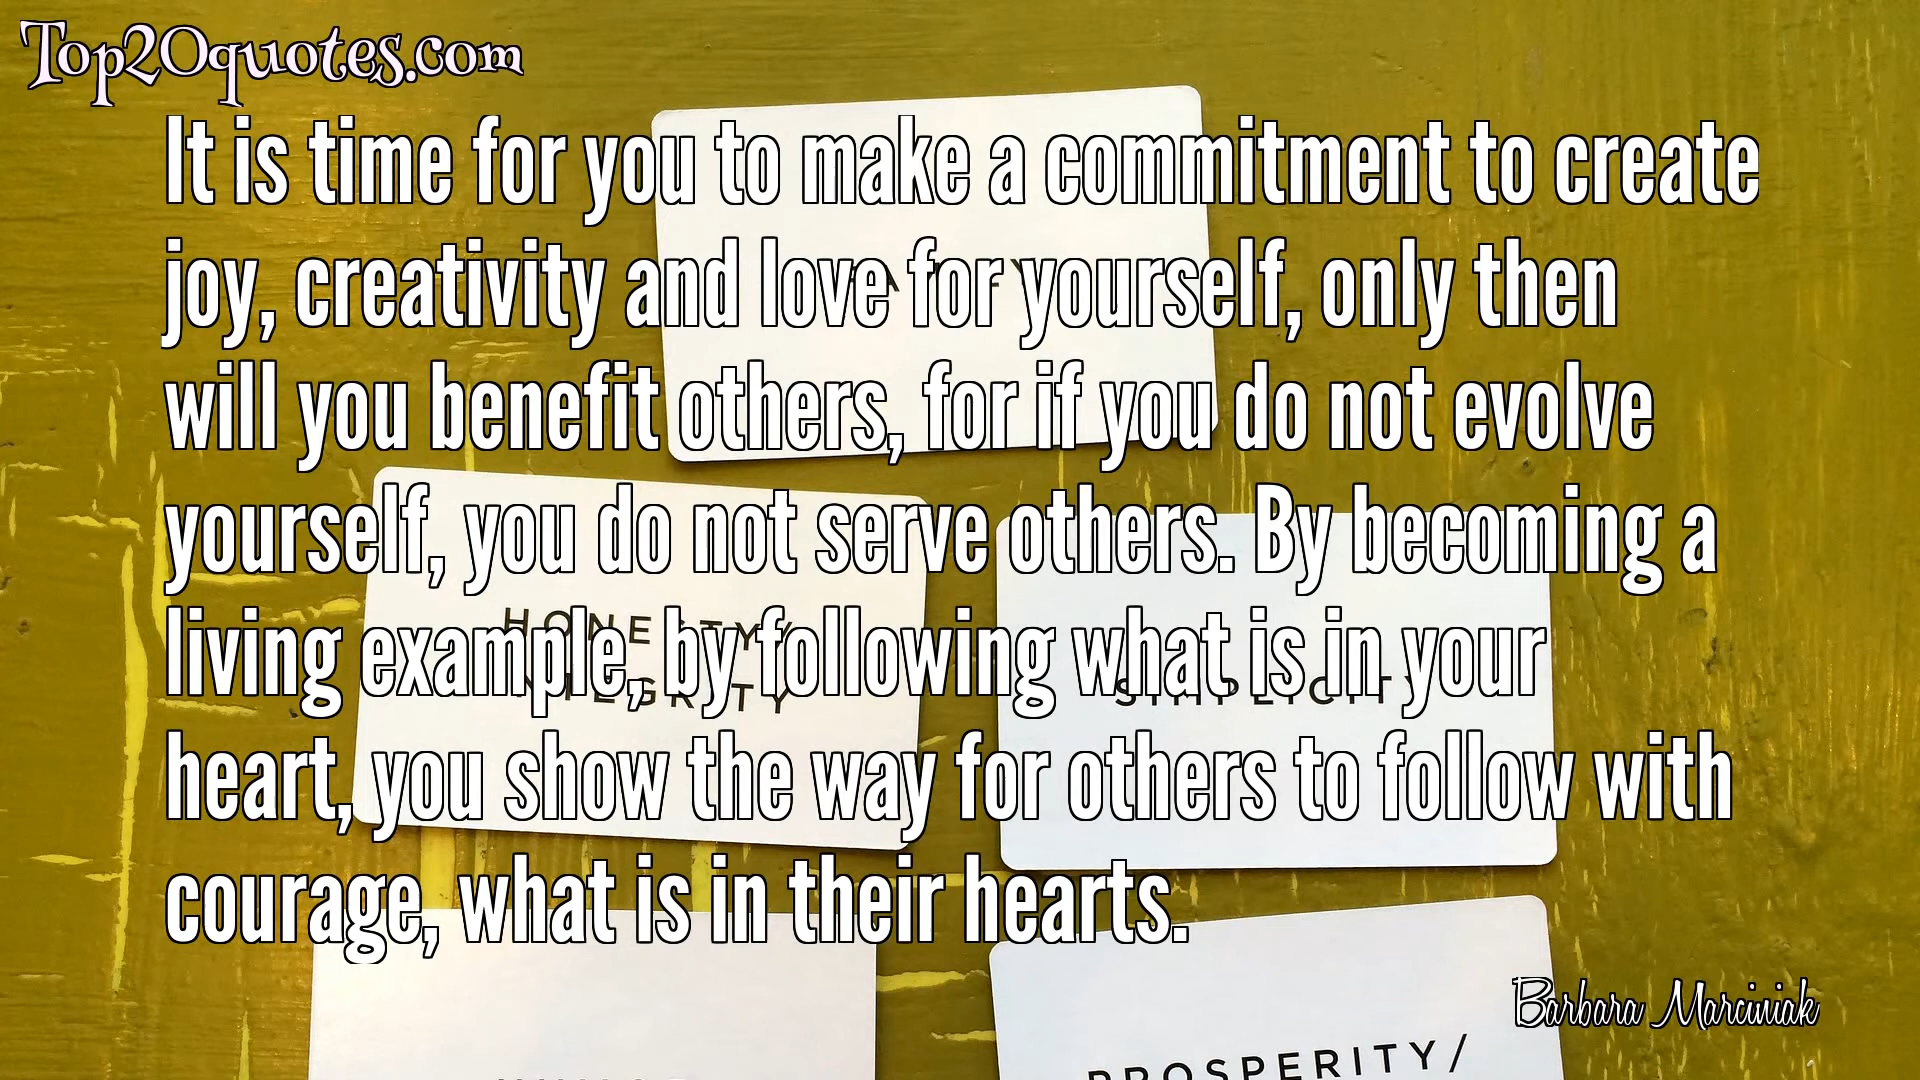 Top20quotes.com
It is time for you to make a commitment to create
joy, creativity and love for yourself, only then
will you benefit others, for if you do not evolve
yourself, you do not serve others. By becoming a
living example, by following what is in your
heart, you show the way for others to follow with
courage, what is in their hearts.
HONESTY/
INTEGRITY
SIMPLICITY
Barbara Marciniak
PROSPERITY/